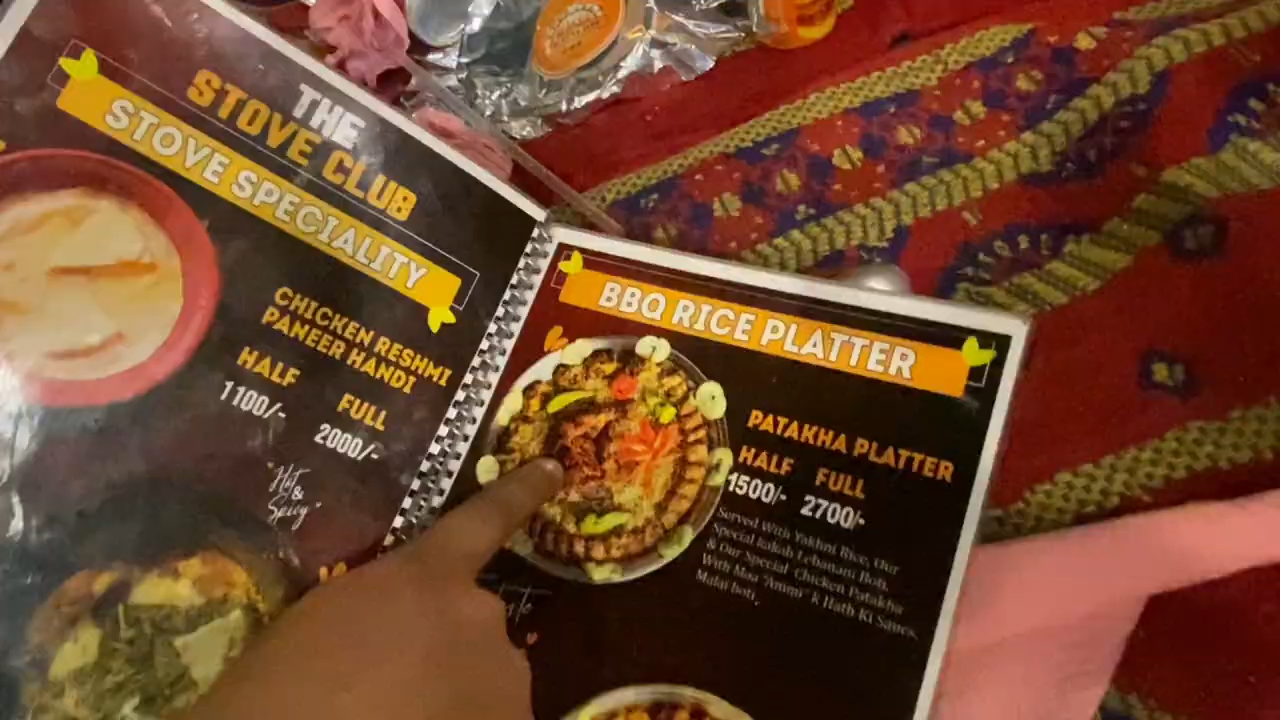 THE
STOVE CLUB
STOVE SPECIALITY
CHICKEN RESHMI
PANEER HANDI
HALF FULL
1100/- 2000/-
"Hot
&
Spicy"
BBQ RICE PLATTER
PATAKHA PLATTER
HALF FULL
1500/- 2700/-
Served With Yakhni Rice, Our
Special Kabab Lebanani Boti,
& Our Special Chicken Patakha
With Maa "Ammi" k Hath Ki Sauces,
Malai boti,